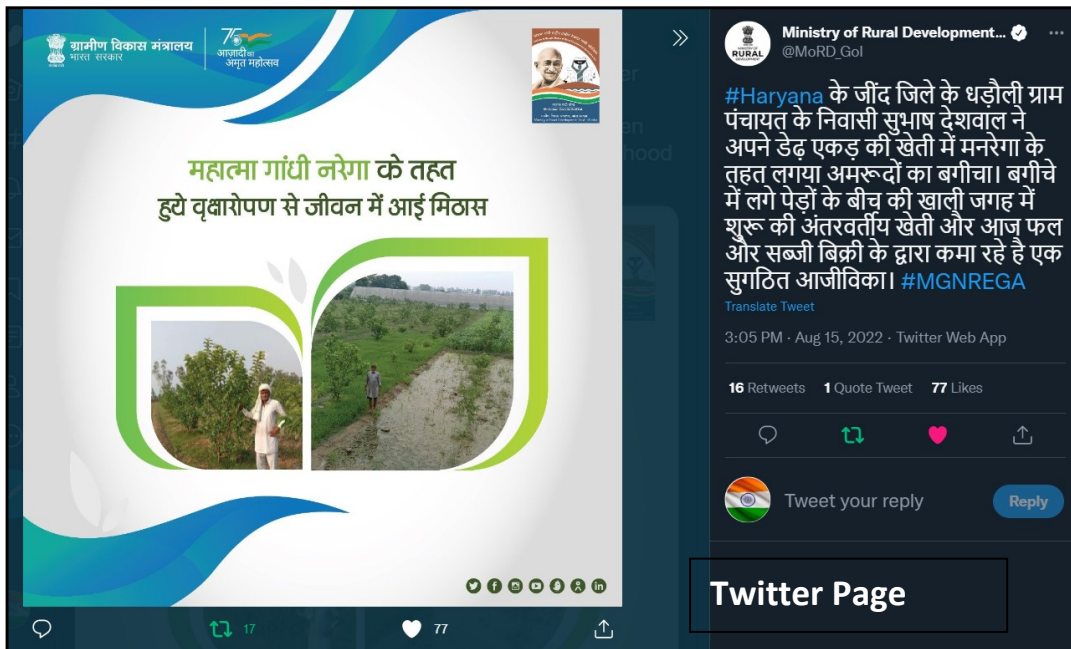 ग्रामीण विकास मंत्रालय
भारत सरकार
75
आज़ादी का
अमृत महोत्सव
महात्मा गांधी नरेगा के तहत
हुये वृक्षारोपण से जीवन में आई मिठास
17
77
Ministry of Rural Development...
@MoRD_GoI
#Haryana के जींद जिले के धड़ौली ग्राम
पंचायत के निवासी सुभाष देशवाल ने
अपने डेढ़ एकड़ की खेती में मनरेगा के
तहत लगया अमरूदों का बगीचा। बगीचे
में लगे पेड़ों के बीच की खाली जगह में
शुरू की अंतरवर्तीय खेती और आज फल
और सब्जी बिक्री के द्वारा कमा रहे है एक
सुगठित आजीविका। #MGNREGA
Translate Tweet
3:05 PM · Aug 15, 2022 · Twitter Web App
16 Retweets 1 Quote Tweet 77 Likes
Tweet your reply
Reply
Twitter Page